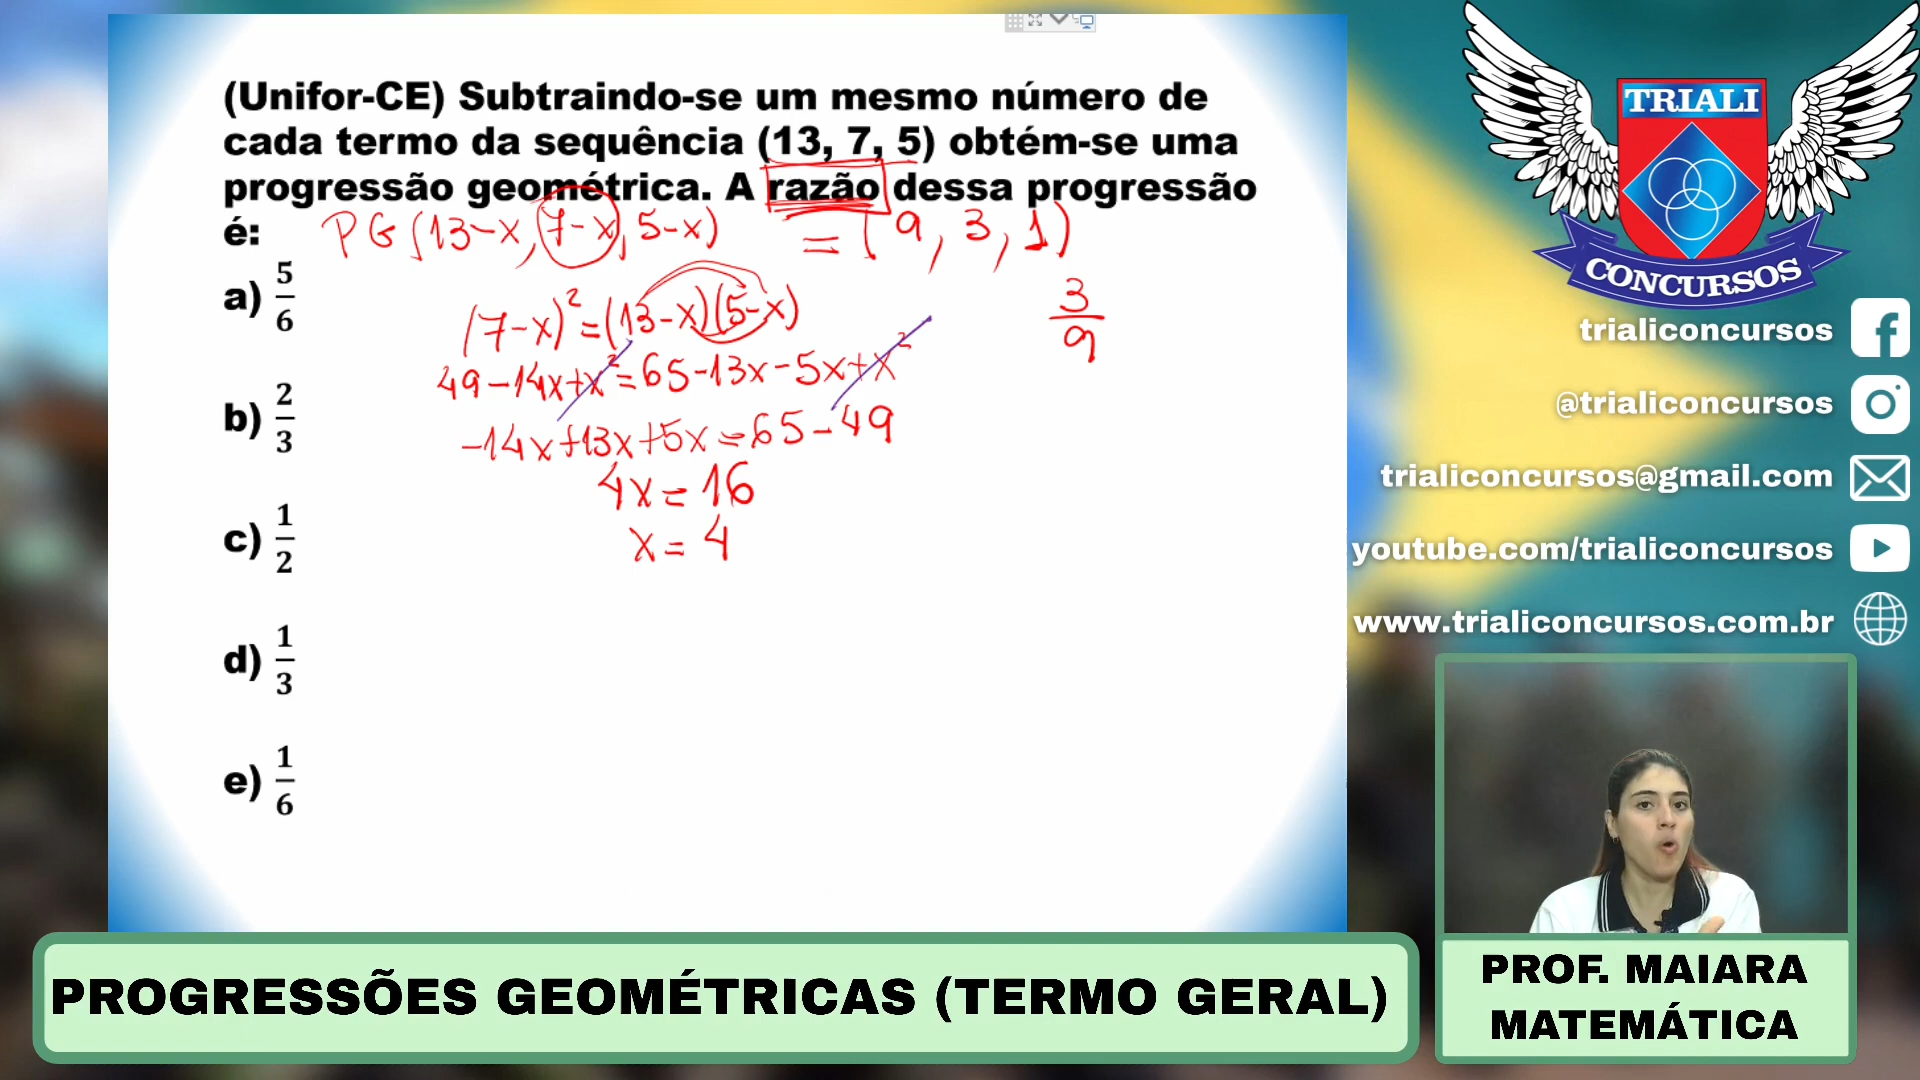 (Unifor-CE) Subtraindo-se um mesmo número de
cada termo da sequência (13, 7, 5) obtém-se uma
progressão geométrica. A razão dessa progressão
é:
PG (13-x, 7-x, 5-x) = (9, 3, 1)
a) 5/6
(7-x)² = (13-x)(5-x)
3/9
49-14x+x² = 65-13x-5x+x²
b) 2/3
-14x+13x+5x = 65-49
4x = 16
c) 1/2
x = 4
d) 1/3
e) 1/6
TRIALI
CONCURSOS
trialiconcursos
@trialiconcursos
trialiconcursos@gmail.com
youtube.com/trialiconcursos
www.trialiconcursos.com.br
PROGRESSÕES GEOMÉTRICAS (TERMO GERAL)
PROF. MAIARA
MATEMÁTICA